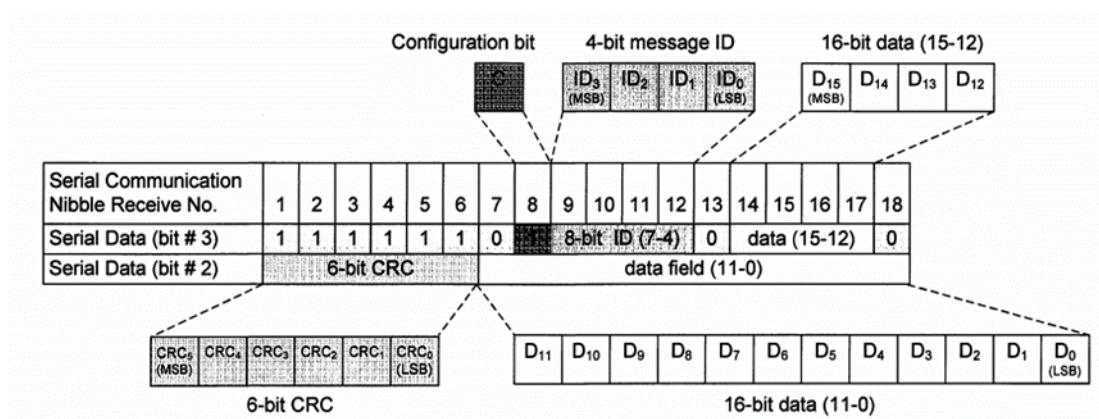 Configuration bit 4-bit message ID 16-bit data (15-12)
C ID₃ ID₂ ID₁ ID₀ D₁₅ D₁₄ D₁₃ D₁₂
(MSB) (LSB) (MSB)
Serial Communication
Nibble Receive No. 1 2 3 4 5 6 7 8 9 10 11 12 13 14 15 16 17 18
Serial Data (bit # 3) 1 1 1 1 1 1 0 1 8-bit ID (7-4) 0 data (15-12) 0
Serial Data (bit # 2) 6-bit CRC data field (11-0)
CRC₅ CRC₄ CRC₃ CRC₂ CRC₁ CRC₀ D₁₁ D₁₀ D₉ D₈ D₇ D₆ D₅ D₄ D₃ D₂ D₁ D₀
(MSB) (LSB) (LSB)
6-bit CRC 16-bit data (11-0)